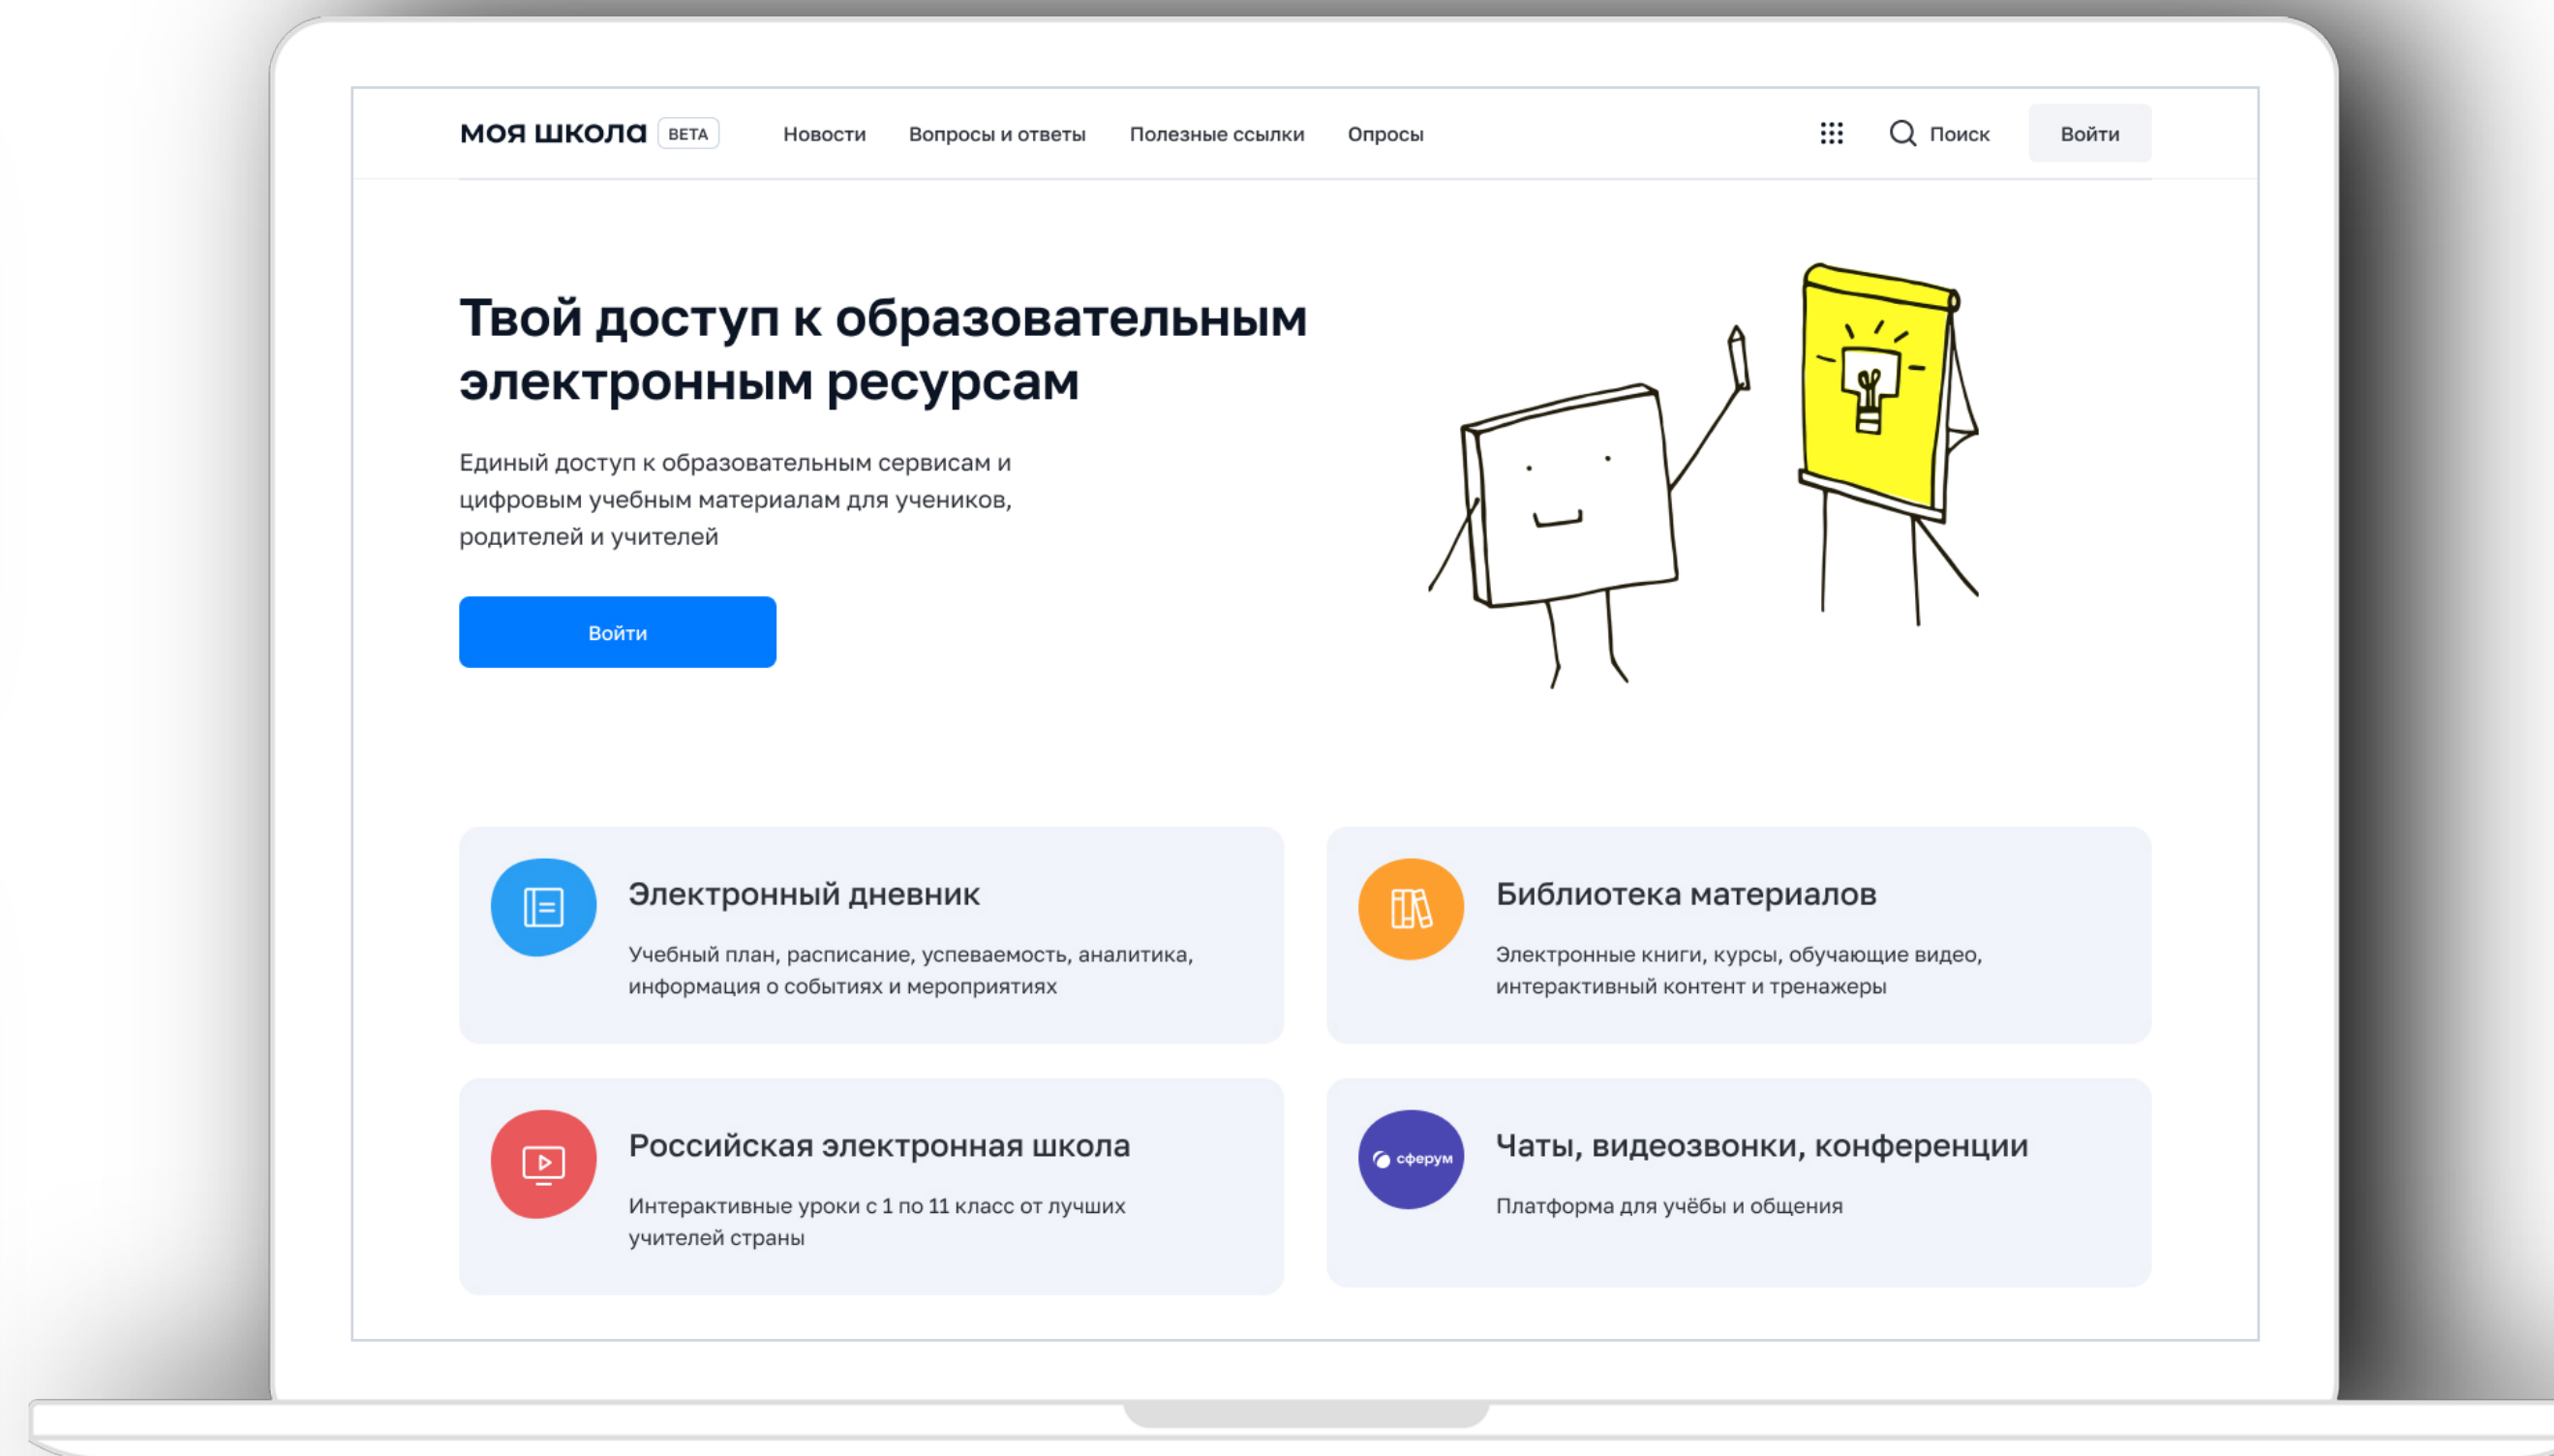 моя школа BETA Новости Вопросы и ответы Полезные ссылки Опросы Поиск Войти
Твой доступ к образовательным
электронным ресурсам
Единый доступ к образовательным сервисам и
цифровым учебным материалам для учеников,
родителей и учителей
Войти
Электронный дневник
Учебный план, расписание, успеваемость, аналитика,
информация о событиях и мероприятиях
Библиотека материалов
Электронные книги, курсы, обучающие видео,
интерактивный контент и тренажеры
Российская электронная школа
Интерактивные уроки с 1 по 11 класс от лучших
учителей страны
сферум
Чаты, видеозвонки, конференции
Платформа для учёбы и общения